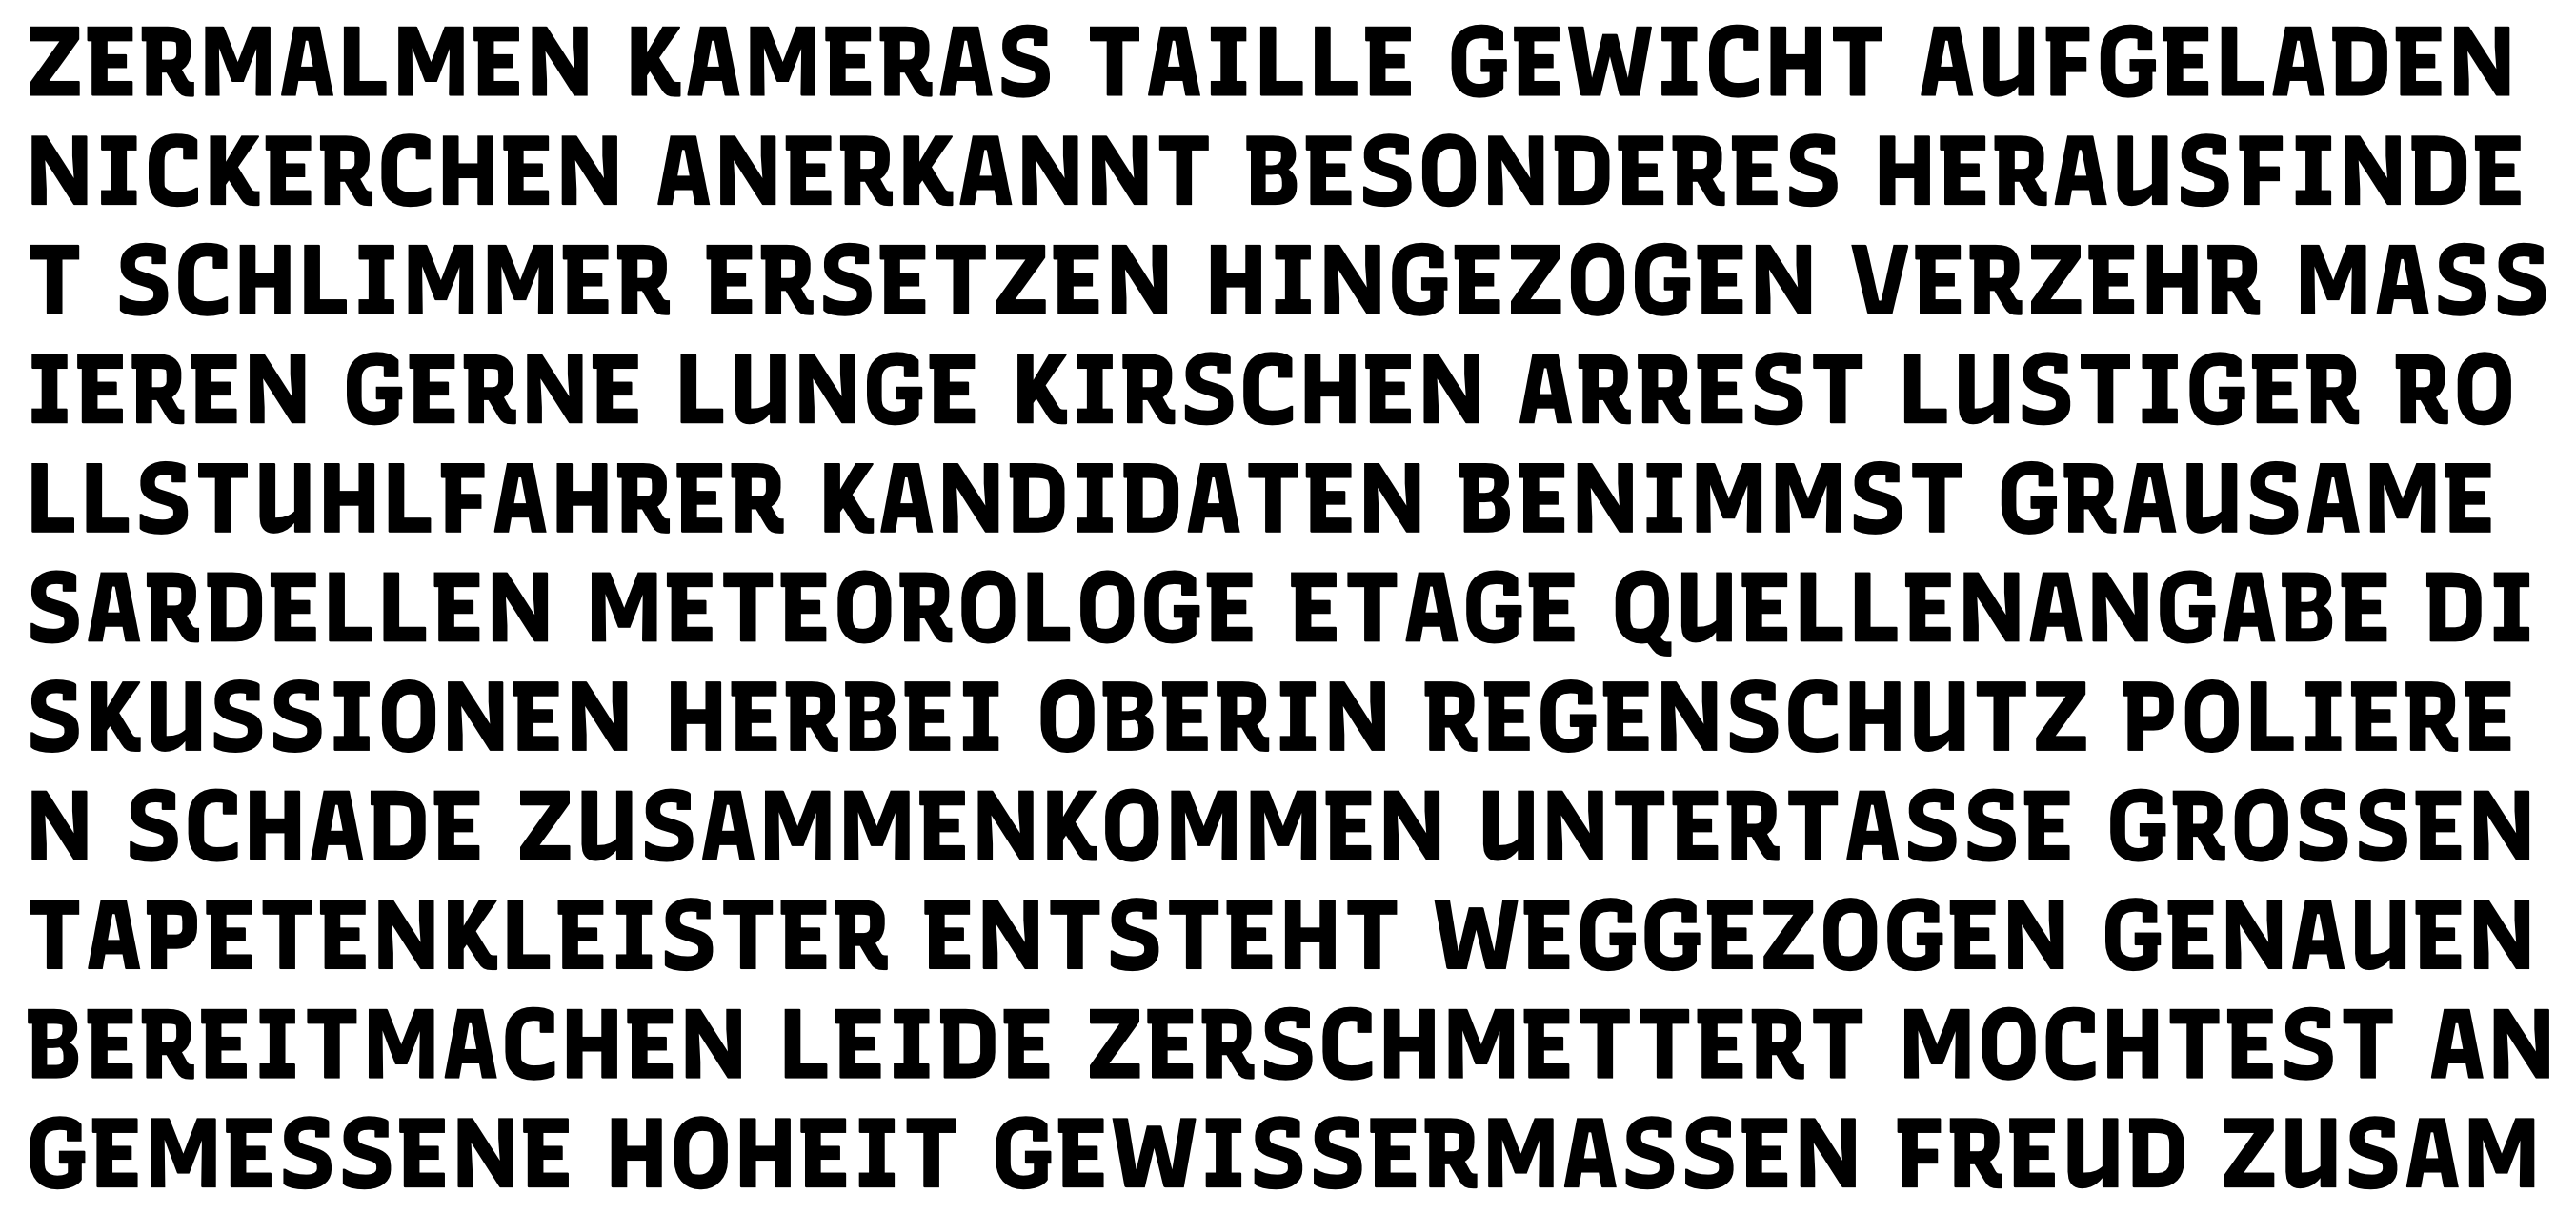 ZERMALMEN KAMERAS TAILLE GEWICHT AUFGELADEN
NICKERCHEN ANERKANNT BESONDERES HERAUSFINDE
T SCHLIMMER ERSETZEN HINGEZOGEN VERZEHR MASS
IEREN GERNE LUNGE KIRSCHEN ARREST LUSTIGER RO
LLSTUHLFAHRER KANDIDATEN BENIMMST GRAUSAME
SARDELLEN METEOROLOGE ETAGE QUELLENANGABE DI
SKUSSIONEN HERBEI OBERIN REGENSCHUTZ POLIERE
N SCHADE ZUSAMMENKOMMEN UNTERTASSE GROSSEN
TAPETENKLEISTER ENTSTEHT WEGGEZOGEN GENAUEN
BEREITMACHEN LEIDE ZERSCHMETTERT MOCHTEST AN
GEMESSENE HOHEIT GEWISSERMASSEN FREUD ZUSAM